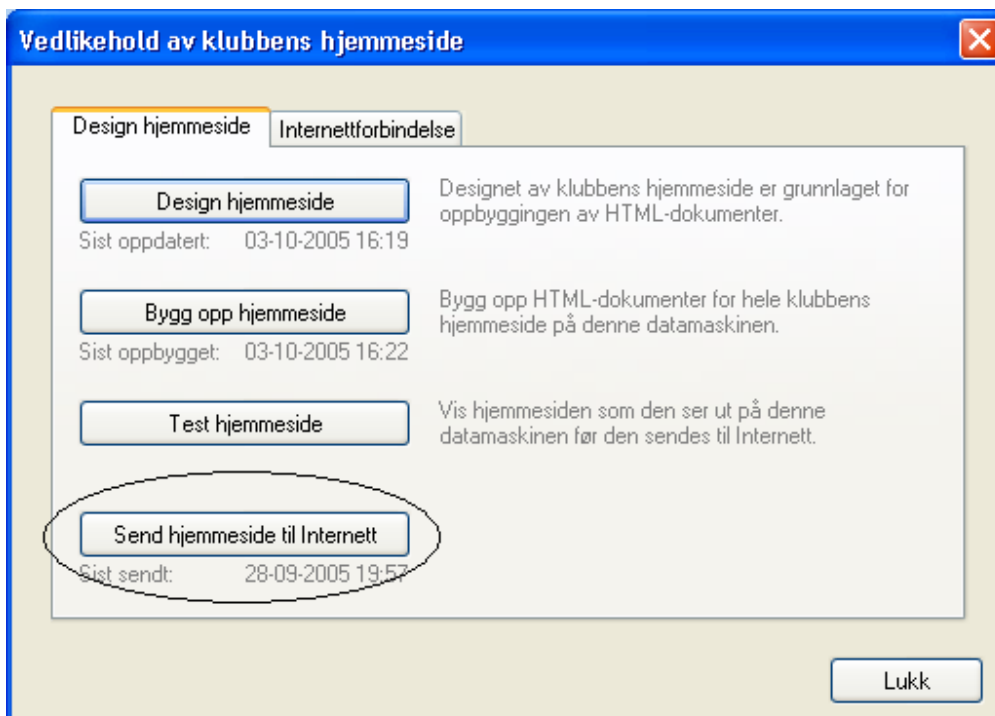 Vedlikehold av klubbens hjemmeside
Design hjemmeside
Internettforbindelse
Design hjemmeside
Designet av klubbens hjemmeside er grunnlaget for
oppbyggingen av HTML-dokumenter.
Sist oppdatert: 03-10-2005 16:19
Bygg opp hjemmeside
Bygg opp HTML-dokumenter for hele klubbens
hjemmeside på denne datamaskinen.
Sist oppbygget: 03-10-2005 16:22
Test hjemmeside
Vis hjemmesiden som den ser ut på denne
datamaskinen før den sendes til Internett.
Send hjemmeside til Internett
Sist sendt: 28-09-2005 19:57
Lukk